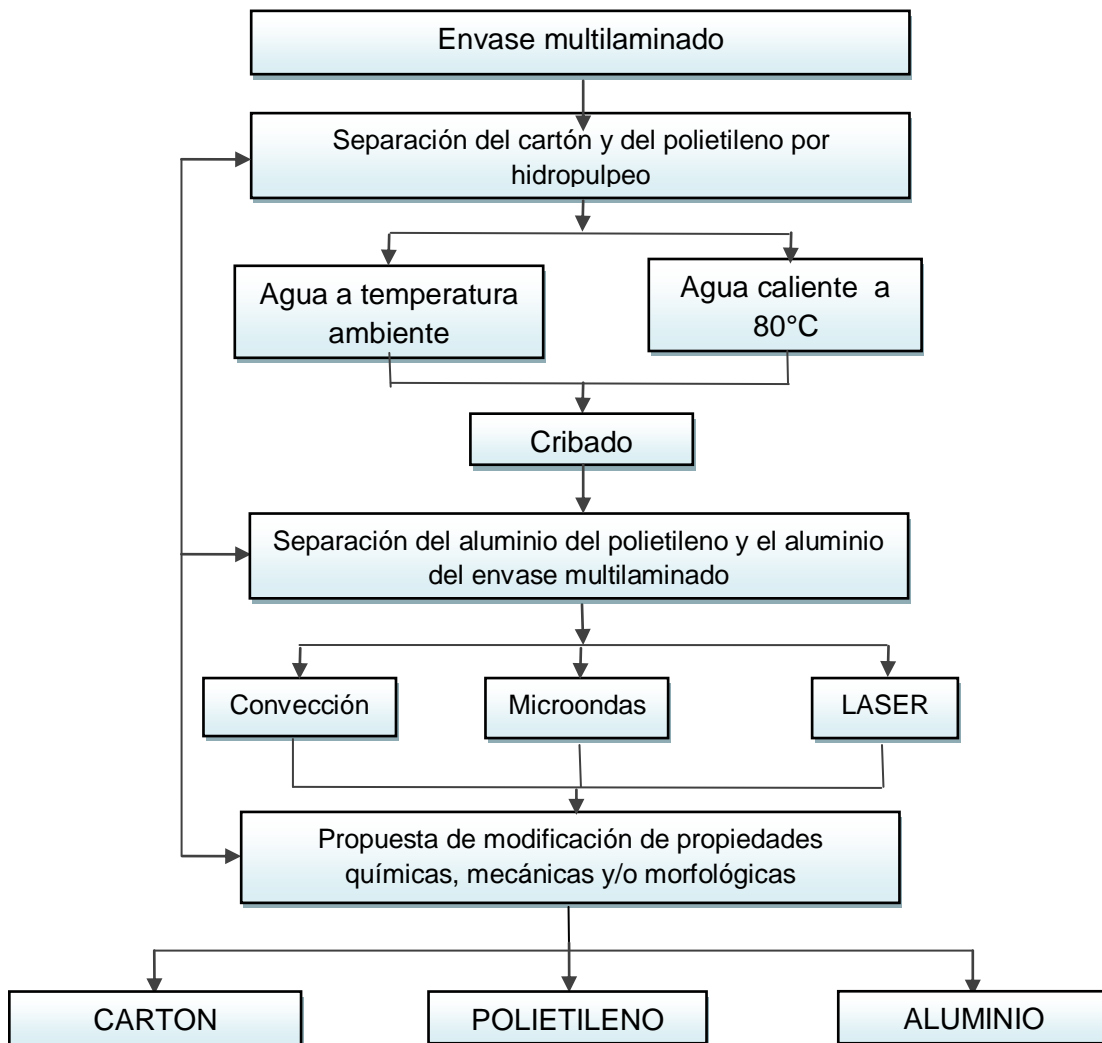 Envase multilaminado
Separación del cartón y del polietileno por
hidropulpeo
Agua a temperatura
ambiente
Agua caliente a
80°C
Cribado
Separación del aluminio del polietileno y el aluminio
del envase multilaminado
Convección
Microondas
LASER
Propuesta de modificación de propiedades
químicas, mecánicas y/o morfológicas
CARTON
POLIETILENO
ALUMINIO